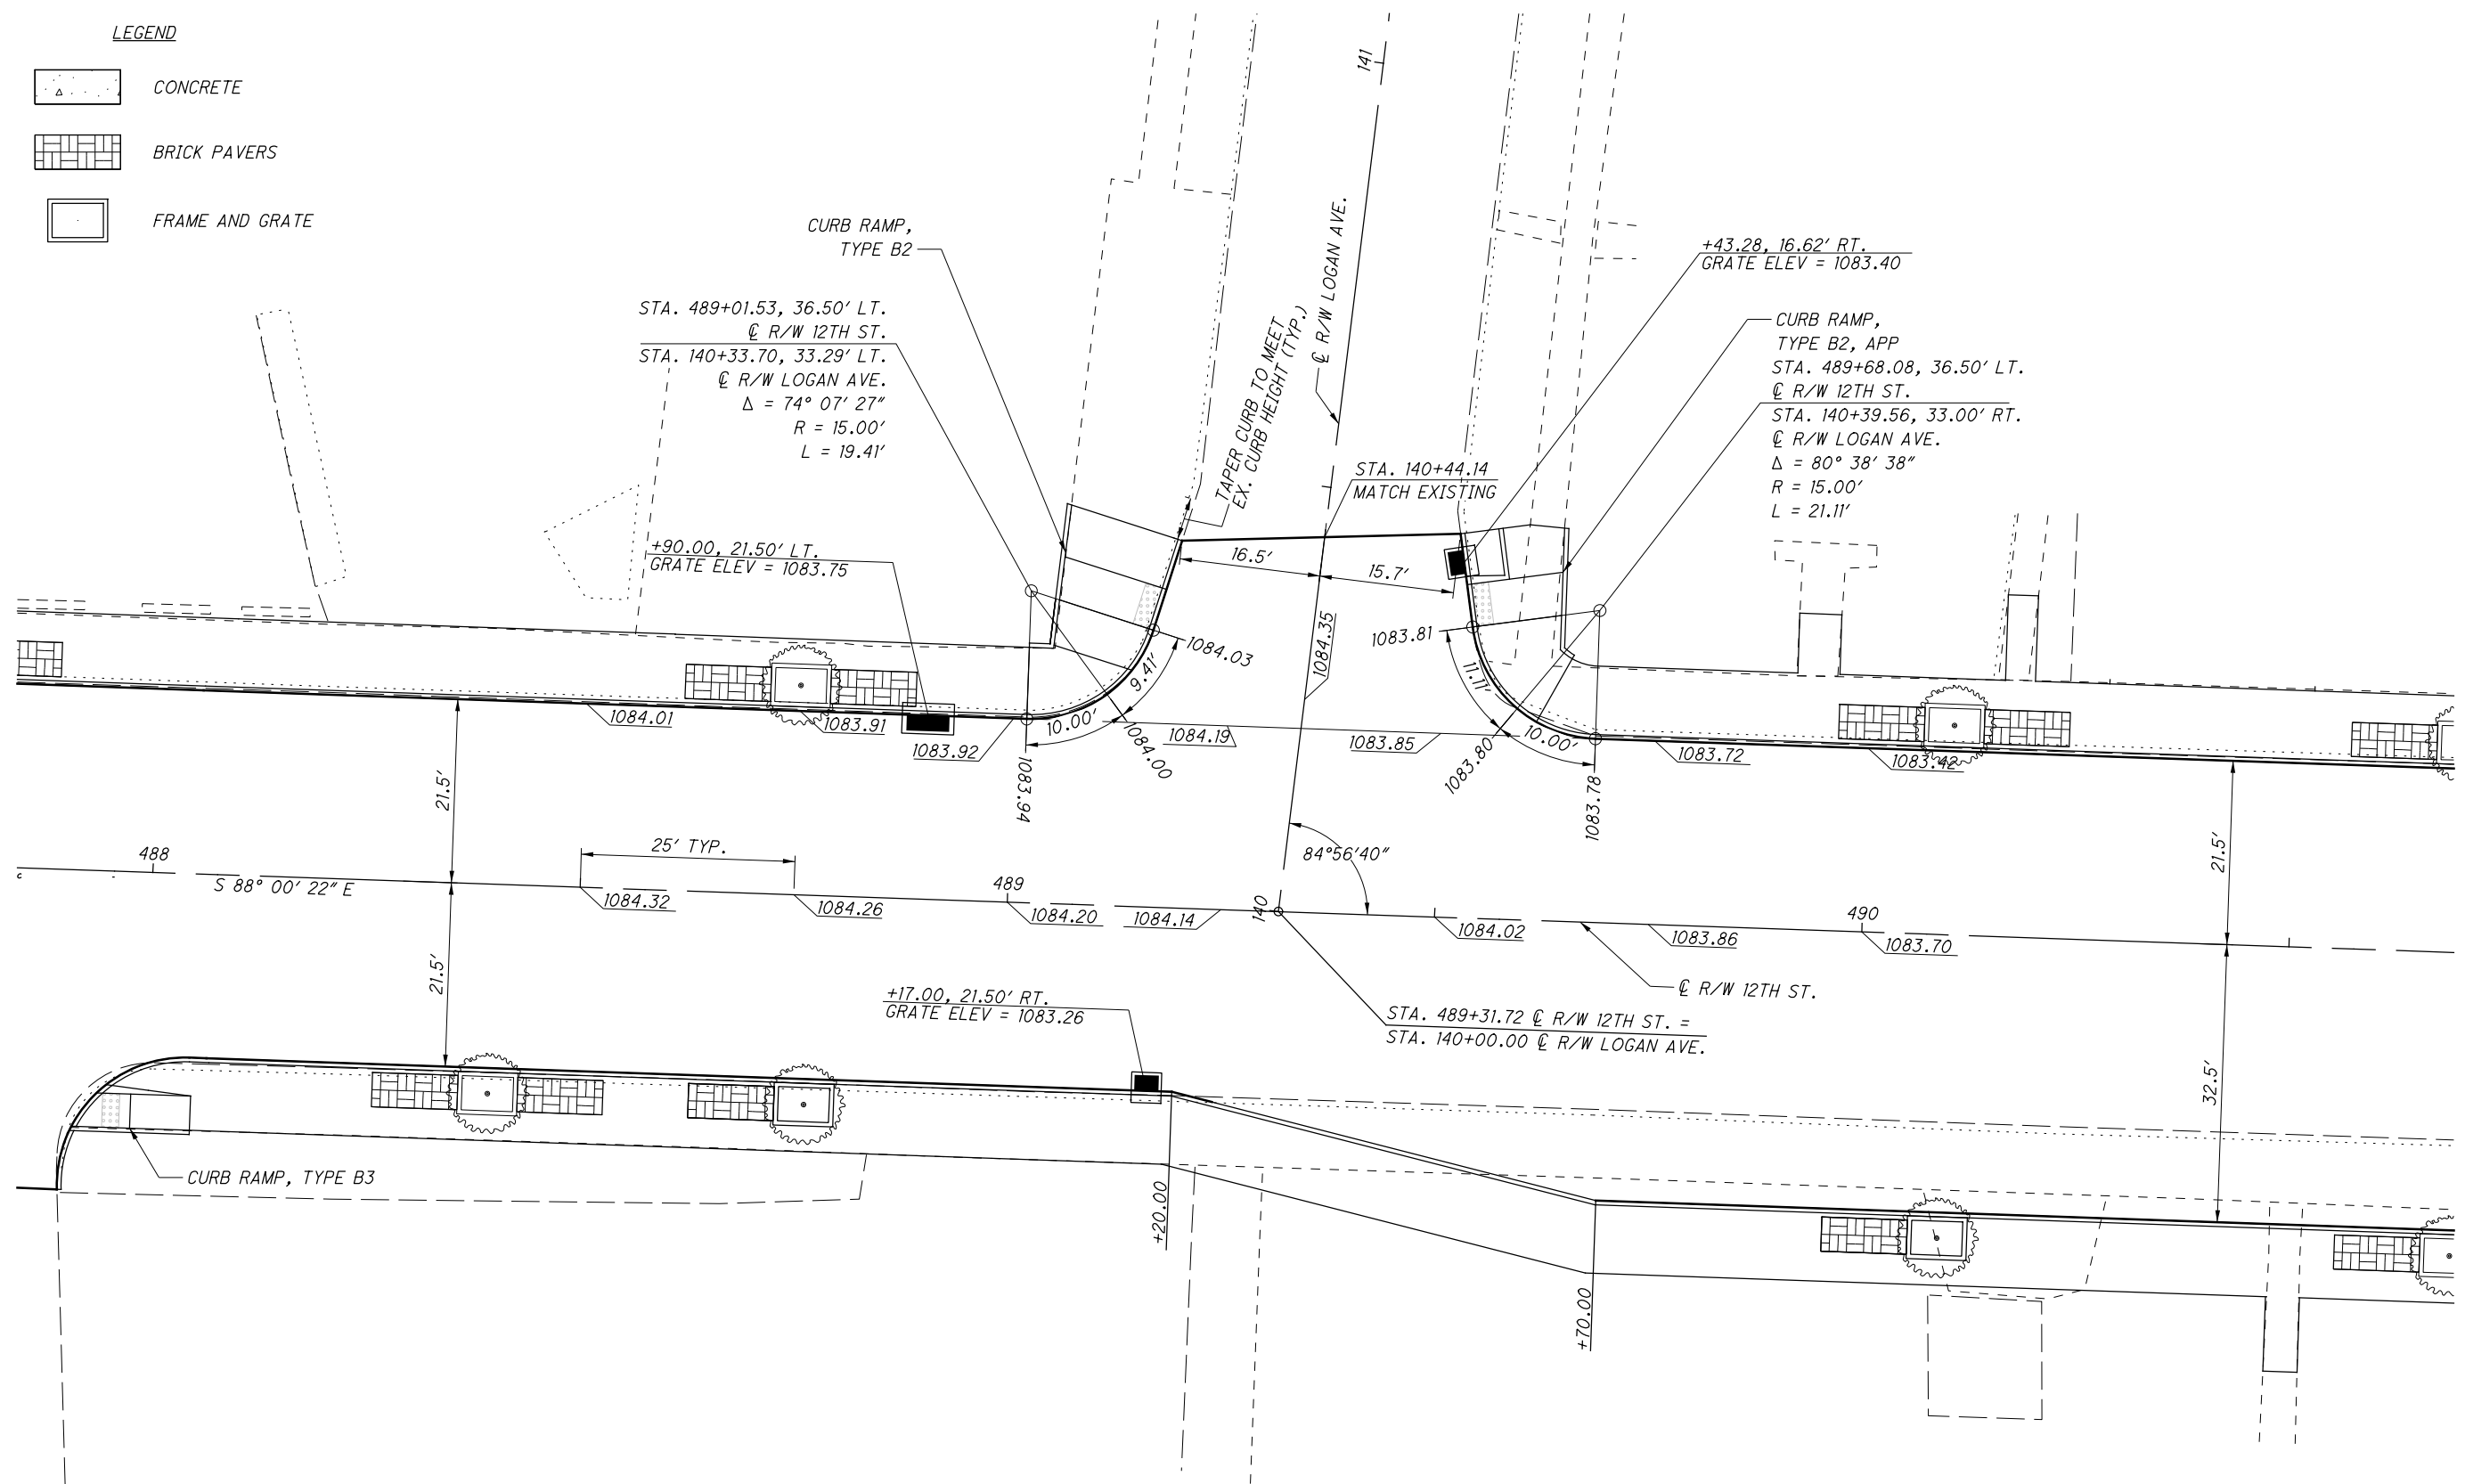 LEGEND
CONCRETE
BRICK PAVERS
FRAME AND GRATE
CURB RAMP,
TYPE B2
STA. 489+01.53, 36.50' LT.
℄ R/W 12TH ST.
STA. 140+33.70, 33.29' LT.
℄ R/W LOGAN AVE.
Δ = 74° 07' 27"
R = 15.00'
L = 19.41'
+90.00, 21.50' LT.
GRATE ELEV = 1083.75
TAPER CURB TO MEET
EX. CURB HEIGHT (TYP.)
℄ R/W LOGAN AVE.
141
STA. 140+44.14
MATCH EXISTING
+43.28, 16.62' RT.
GRATE ELEV = 1083.40
CURB RAMP,
TYPE B2, APP
STA. 489+68.08, 36.50' LT.
℄ R/W 12TH ST.
STA. 140+39.56, 33.00' RT.
℄ R/W LOGAN AVE.
Δ = 80° 38' 38"
R = 15.00'
L = 21.11'
16.5'
15.7'
1084.35
1084.03
9.41'
10.00'
1084.00
1083.94
1083.92
1083.91
1084.01
1084.19
1083.85
1083.81
11.11'
10.00'
1083.80
1083.78
1083.72
1083.42
21.5'
21.5'
25' TYP.
488
S 88° 00' 22" E
1084.32
1084.26
489
1084.20
1084.14
140
84°56'40"
1084.02
1083.86
490
1083.70
21.5'
32.5'
℄ R/W 12TH ST.
+17.00, 21.50' RT.
GRATE ELEV = 1083.26
STA. 489+31.72 ℄ R/W 12TH ST. =
STA. 140+00.00 ℄ R/W LOGAN AVE.
CURB RAMP, TYPE B3
+20.00
+70.00